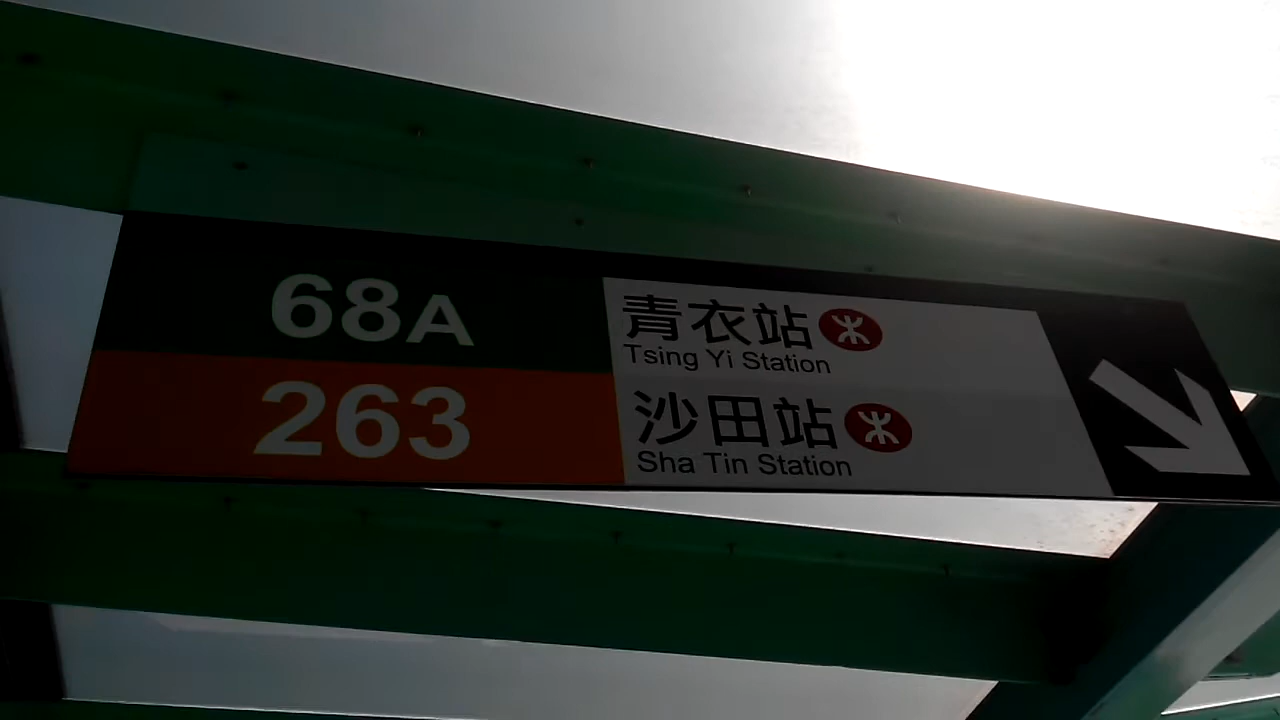 68A
青衣站
Tsing Yi Station
263
沙田站
Sha Tin Station